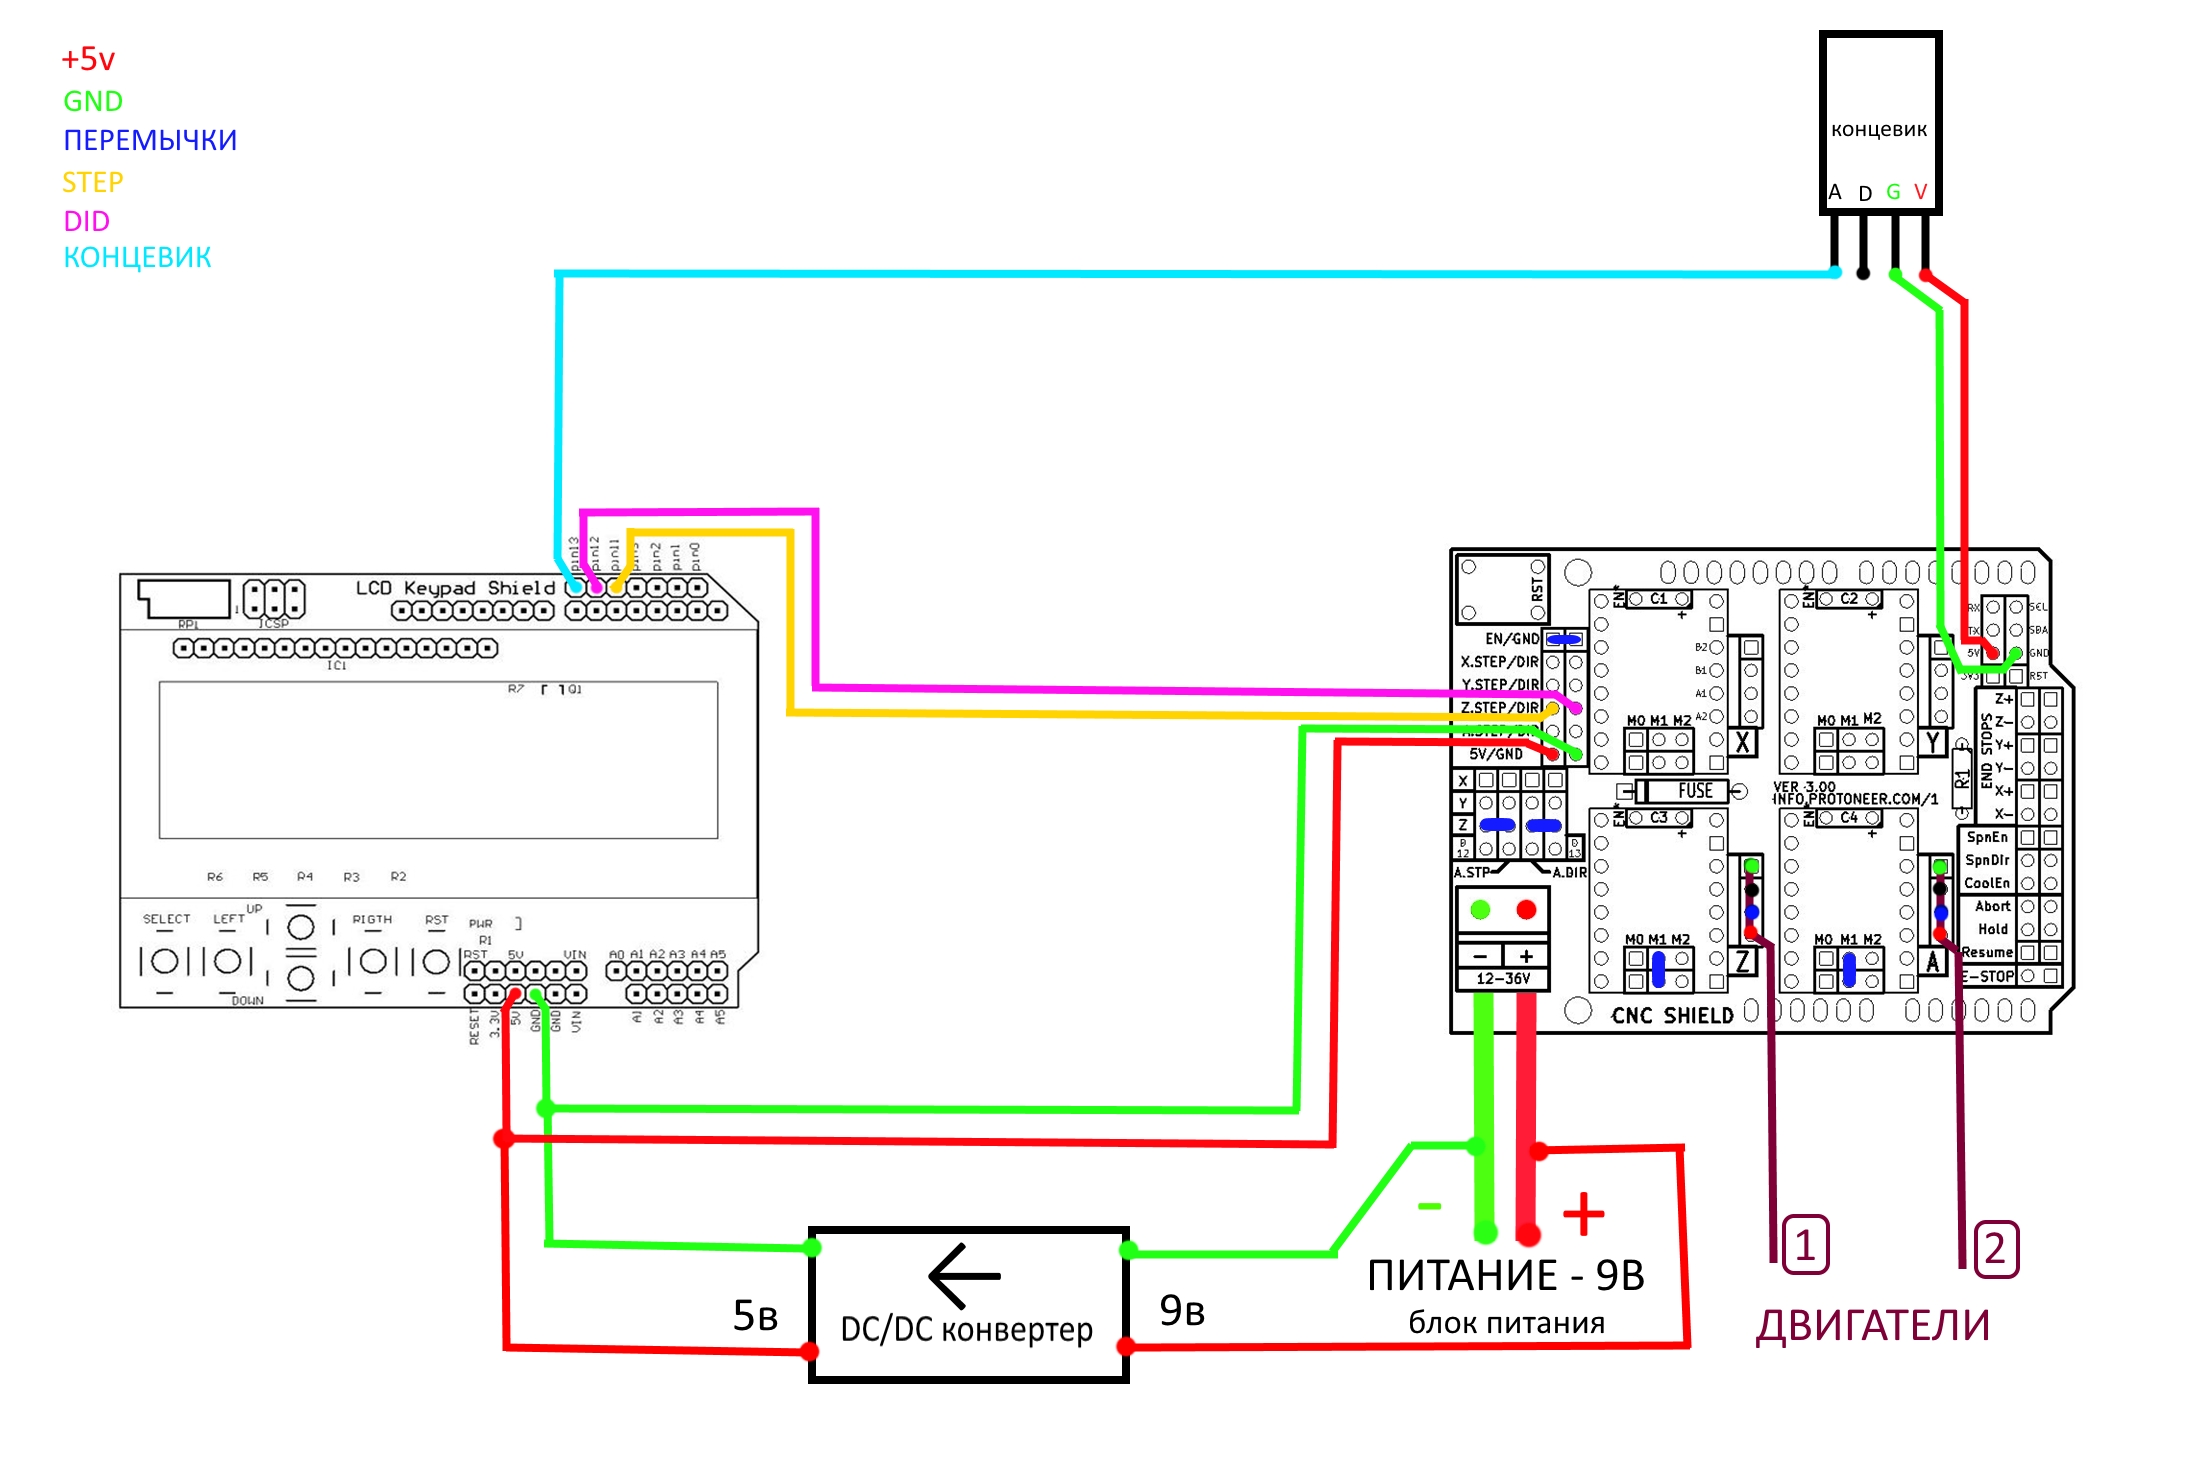 +5v
GND
ПЕРЕМЫЧКИ
STEP
DID
КОНЦЕВИК
концевик
A D G V
pin13
pin12
pin11
pin3
pin2
pin1
pin0
LCD Keypad Shield
RP1
1
ICSP
IC1
R7
Q1
R6 R5 R4 R3 R2
SELECT
LEFT
UP
DOWN
RIGTH
RST
PWR
R1
RST 5V VIN
A0 A1 A2 A3 A4 A5
RESET
3.3V
5V
GND
GND
VIN
A1
A2
A3
A4
A5
RST
EN/GND
X.STEP/DIR
Y.STEP/DIR
Z.STEP/DIR
A.STEP/DIR
5V/GND
X
Y
Z
D 12
D 13
A.STP
A.DIR
- +
12-36V
EN*
C1
+
B2
B1
A1
A2
M0 M1 M2
X
EN*
C2
+
M0 M1 M2
Y
FUSE
VER 3.00
INFO.PROTONEER.COM/1
R1
EN*
C3
+
M0 M1 M2
Z
EN*
C4
+
M0 M1 M2
A
CNC SHIELD
RX SCL
TX SDA
5V GND
3V3 RST
END STOPS
Z+
Z-
Y+
Y-
X+
X-
SpnEn
SpnDir
CoolEn
Abort
Hold
Resume
E-STOP
- +
ПИТАНИЕ - 9В
блок питания
5в
DC/DC конвертер
9в
1
2
ДВИГАТЕЛИ